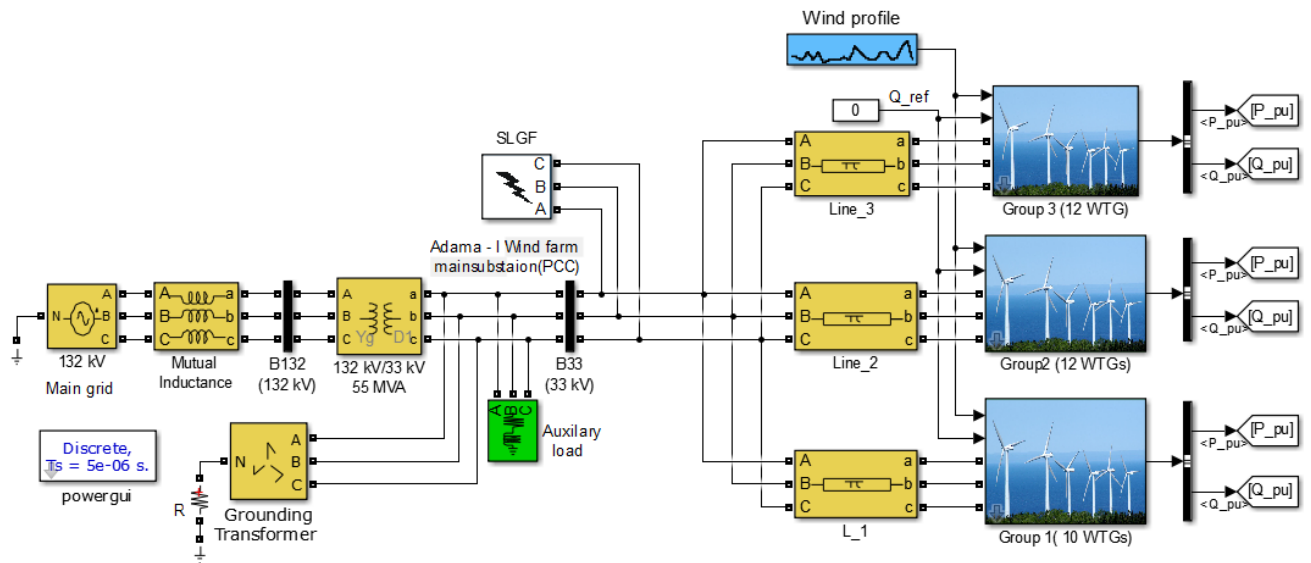 Wind profile
Q_ref
0
[P_pu]
<P_pu>
[Q_pu]
<Q_pu>
SLGF
C
B
A
A a
B b
C c
Line_3
Group 3 (12 WTG)
Adama - I Wind farm
mainsubstaion(PCC)
N
A
B
C
132 kV
Main grid
A a
B b
C c
Mutual
Inductance
B132
(132 kV)
A a
B b
C c
Yg D1
132 kV/33 kV
55 MVA
B33
(33 kV)
A a
B b
C c
Line_2
Group2 (12 WTGs)
[P_pu]
<P_pu>
[Q_pu]
<Q_pu>
A
B
C
Auxilary
load
Discrete,
Ts = 5e-06 s.
powergui
R
N
A
B
C
Grounding
Transformer
A a
B b
C c
L_1
Group 1( 10 WTGs)
[P_pu]
<P_pu>
[Q_pu]
<Q_pu>